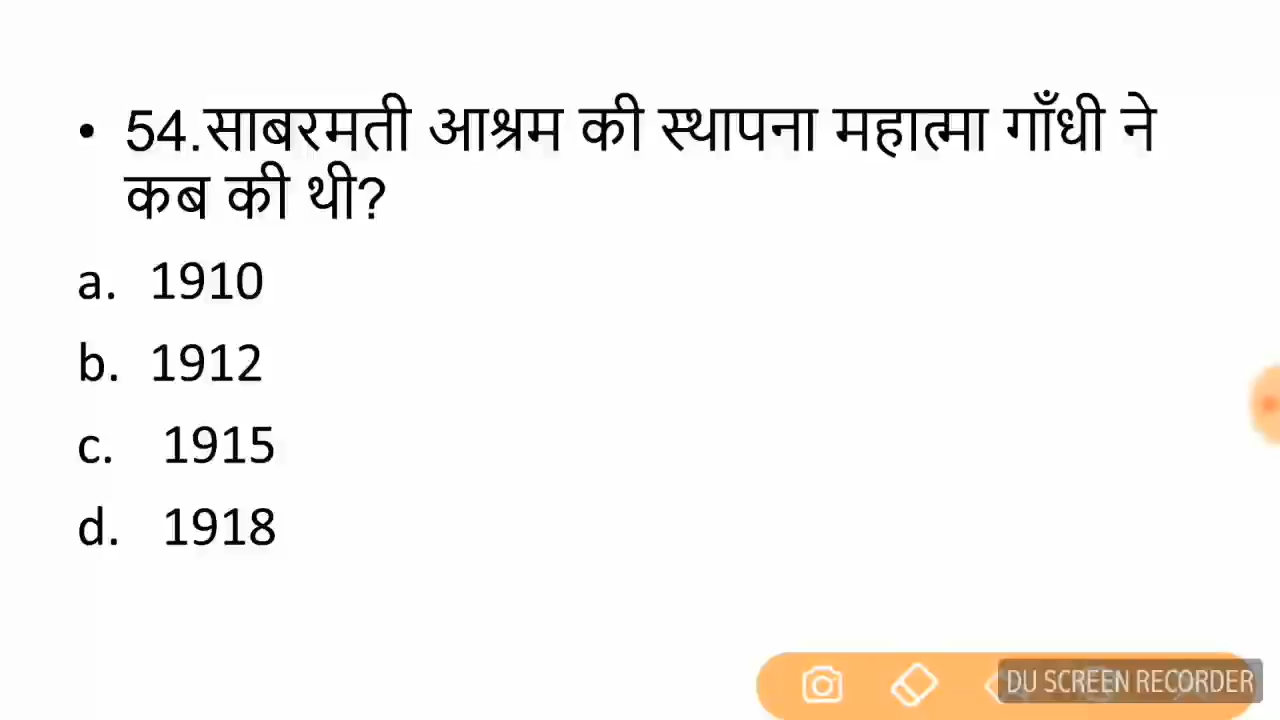 • 54.साबरमती आश्रम की स्थापना महात्मा गाँधी ने
कब की थी?
a. 1910
b. 1912
c. 1915
d. 1918
DU SCREEN RECORDER